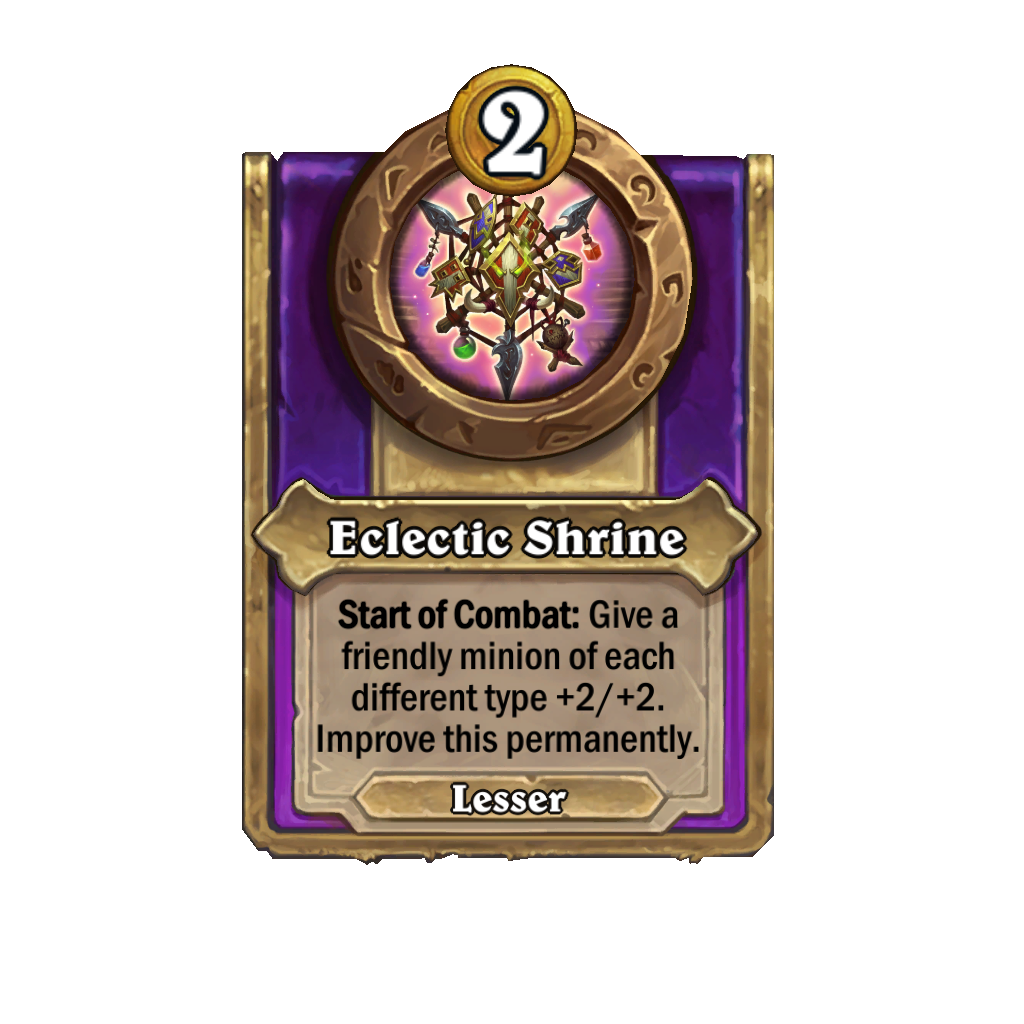 2
Eclectic Shrine
Start of Combat: Give a
friendly minion of each
different type +2/+2.
Improve this permanently.
Lesser